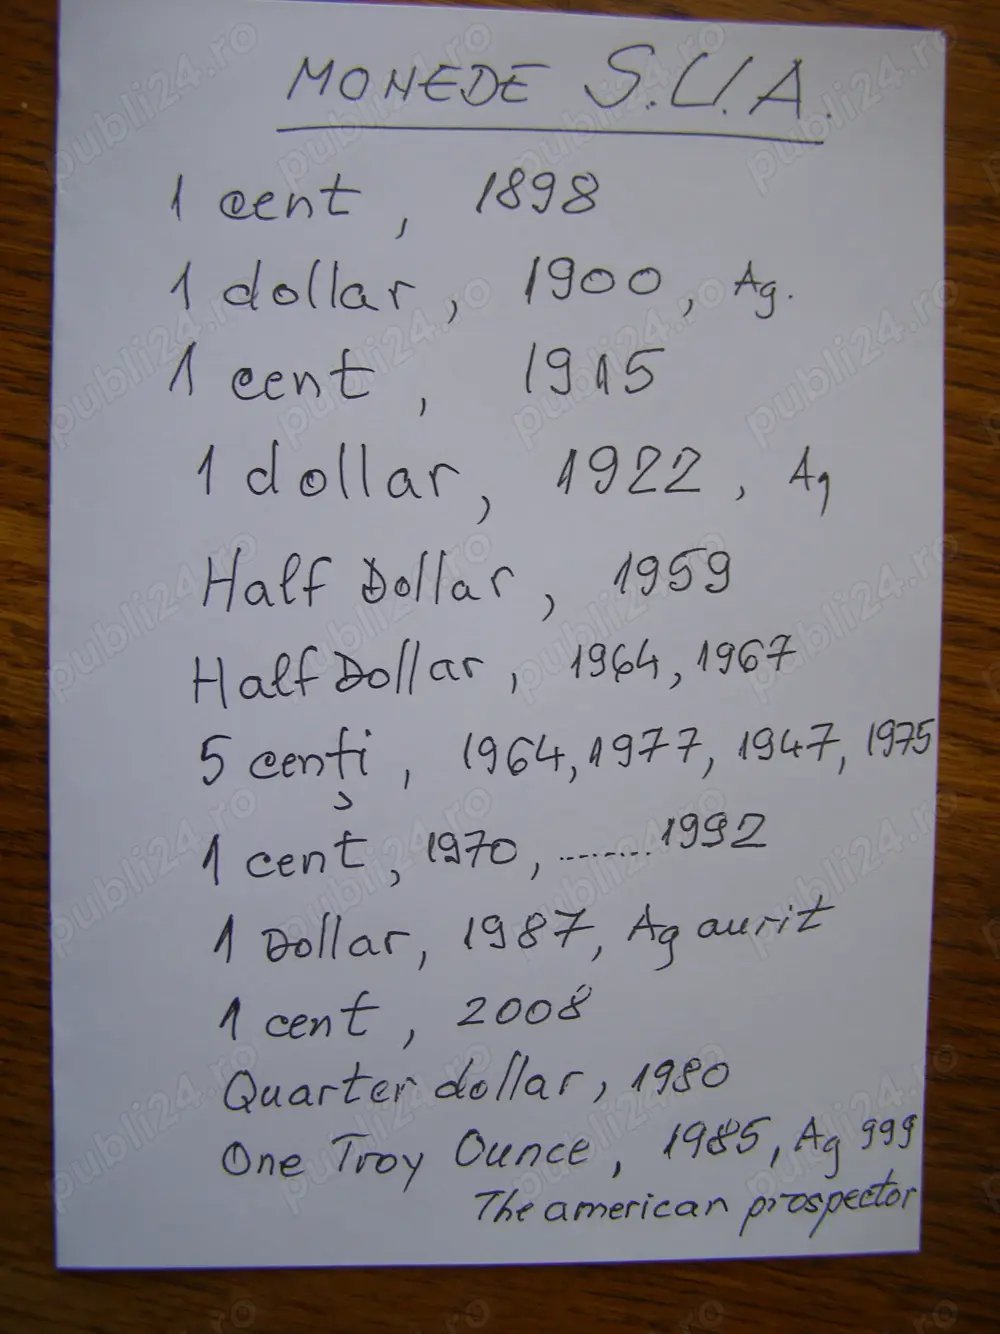 MONEDE S.U.A.
1 cent, 1898
1 dollar, 1900, Ag.
1 cent, 1915
1 dollar, 1922, Ag
Half Dollar, 1959
Half Dollar, 1964, 1967
5 cenți, 1964, 1977, 1947, 1975
1 cent, 1970, .........1992
1 Dollar, 1987, Ag aurit
1 cent, 2008
Quarter dollar, 1980
One Troy Ounce, 1985, Ag 999
The american prospector